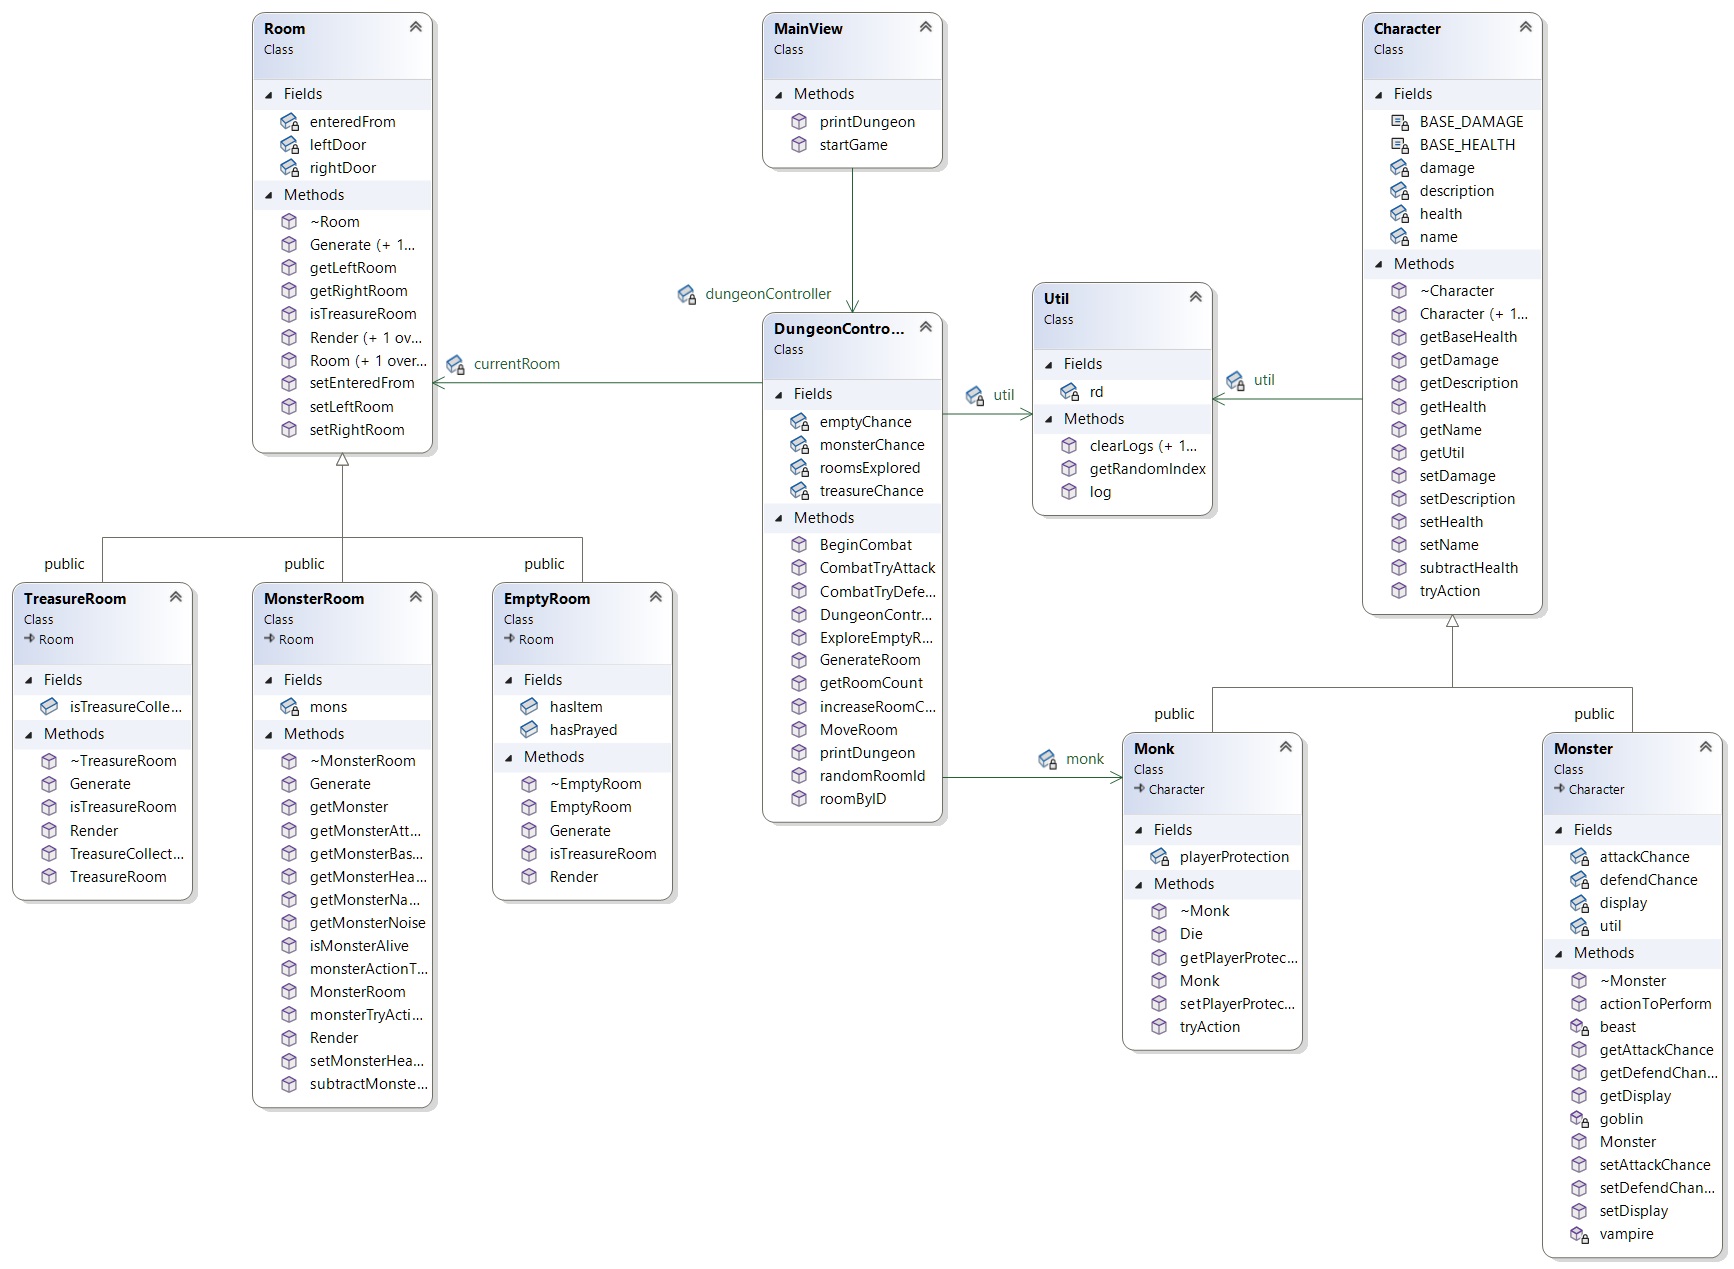 Room
Class
Fields
enteredFrom
leftDoor
rightDoor
Methods
~Room
Generate (+ 1...
getLeftRoom
getRightRoom
isTreasureRoom
Render (+ 1 ov...
Room (+ 1 over...
setEnteredFrom
setLeftRoom
setRightRoom
MainView
Class
Methods
printDungeon
startGame
Character
Class
Fields
BASE_DAMAGE
BASE_HEALTH
damage
description
health
name
Methods
~Character
Character (+ 1...
getBaseHealth
getDamage
getDescription
getHealth
getName
getUtil
setDamage
setDescription
setHealth
setName
subtractHealth
tryAction
dungeonController
currentRoom
util
util
monk
DungeonContro...
Class
Fields
emptyChance
monsterChance
roomsExplored
treasureChance
Methods
BeginCombat
CombatTryAttack
CombatTryDefe...
DungeonContr...
ExploreEmptyR...
GenerateRoom
getRoomCount
increaseRoomC...
MoveRoom
printDungeon
randomRoomId
roomByID
Util
Class
Fields
rd
Methods
clearLogs (+ 1...
getRandomIndex
log
public
public
public
TreasureRoom
Class
Room
Fields
isTreasureColle...
Methods
~TreasureRoom
Generate
isTreasureRoom
Render
TreasureCollect...
TreasureRoom
MonsterRoom
Class
Room
Fields
mons
Methods
~MonsterRoom
Generate
getMonster
getMonsterAtt...
getMonsterBas...
getMonsterHea...
getMonsterNa...
getMonsterNoise
isMonsterAlive
monsterActionT...
MonsterRoom
monsterTryActi...
Render
setMonsterHea...
subtractMonste...
EmptyRoom
Class
Room
Fields
hasItem
hasPrayed
Methods
~EmptyRoom
EmptyRoom
Generate
isTreasureRoom
Render
public
public
Monk
Class
Character
Fields
playerProtection
Methods
~Monk
Die
getPlayerProtec...
Monk
setPlayerProtec...
tryAction
Monster
Class
Character
Fields
attackChance
defendChance
display
util
Methods
~Monster
actionToPerform
beast
getAttackChance
getDefendChan...
getDisplay
goblin
Monster
setAttackChance
setDefendChan...
setDisplay
vampire